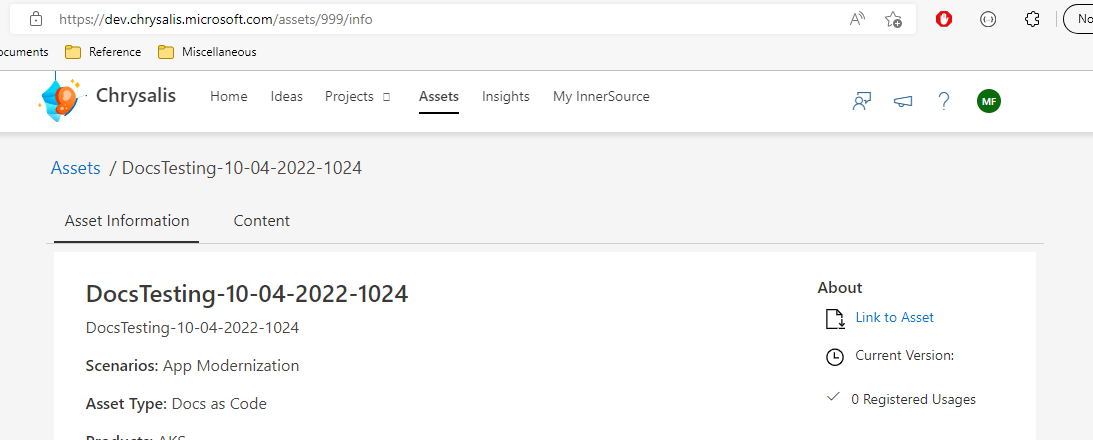 https://dev.chrysalis.microsoft.com/assets/999/info
No
ocuments Reference Miscellaneous
Chrysalis Home Ideas Projects Assets Insights My InnerSource
MF
Assets / DocsTesting-10-04-2022-1024
Asset Information Content
DocsTesting-10-04-2022-1024
DocsTesting-10-04-2022-1024
Scenarios: App Modernization
Asset Type: Docs as Code
Products: AKS
About
Link to Asset
Current Version:
0 Registered Usages